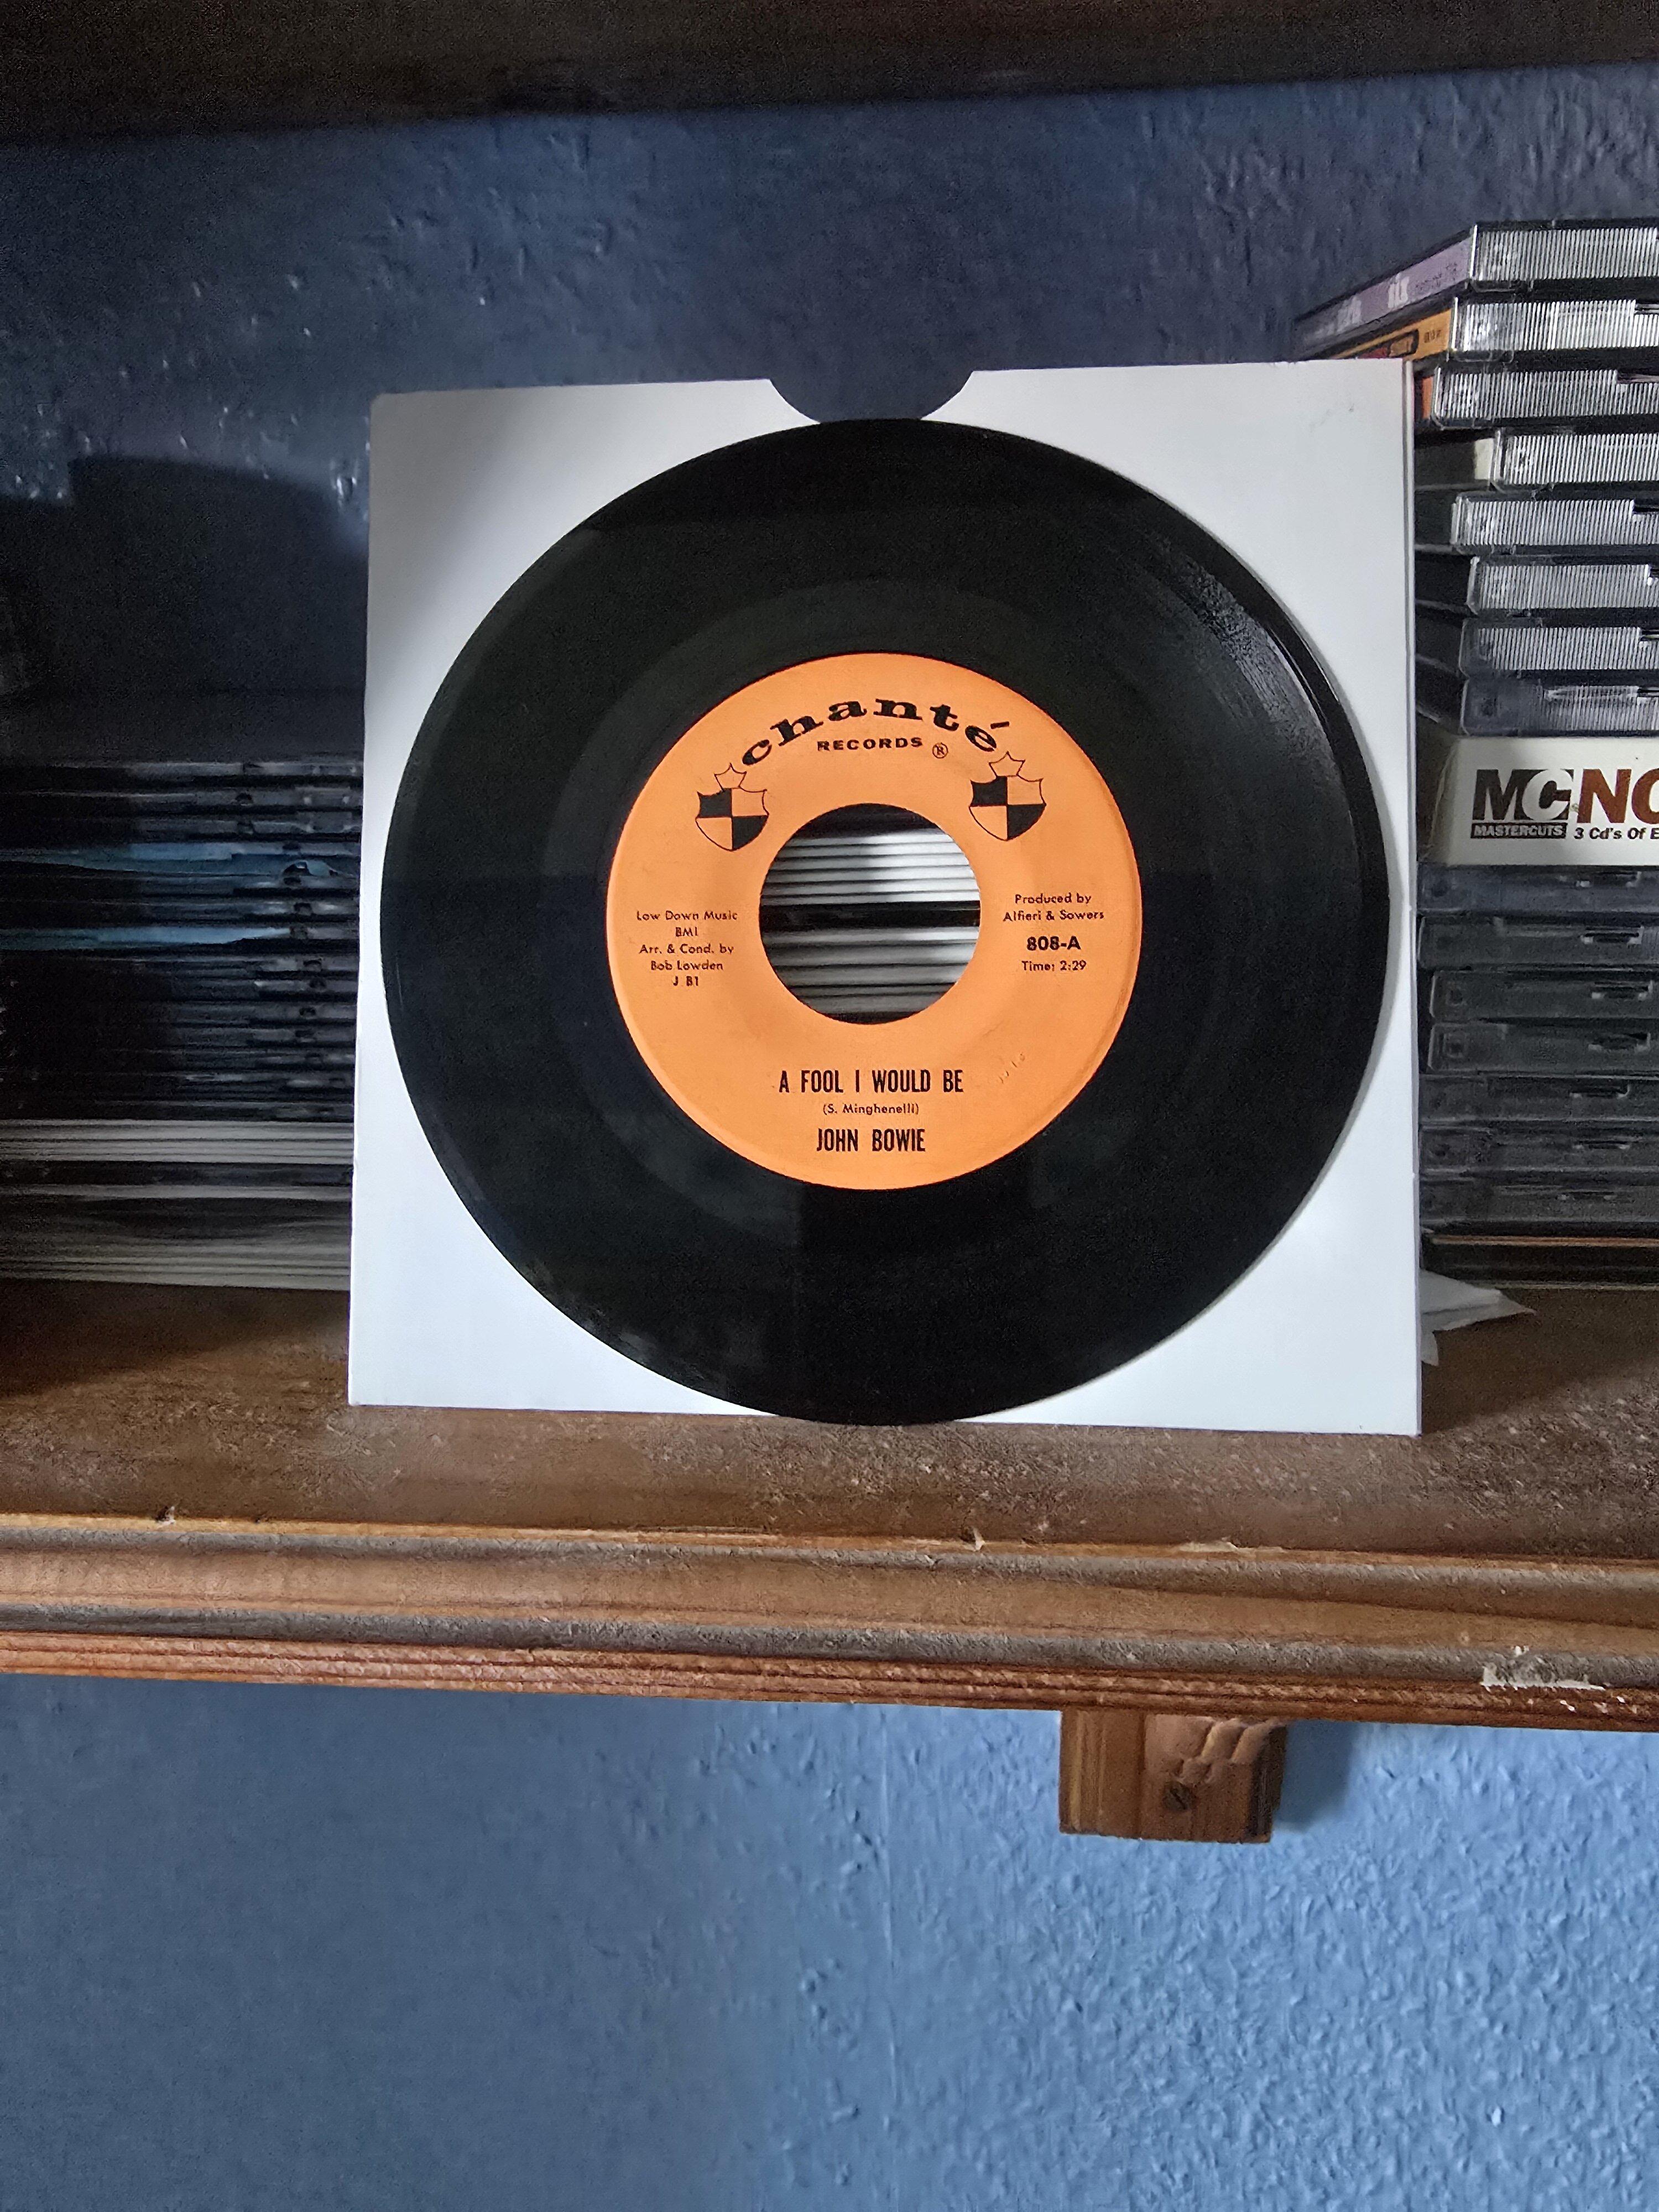 chanté
RECORDS ®
Low Down Music
BMI
Arr. & Cond. by
Bob Lowden
J B1
Produced by
Alfieri & Sowers
808-A
Time: 2:29
A FOOL I WOULD BE
(S. Minghenelli)
JOHN BOWIE
MC NO
MASTERCUTS 3 Cd's Of E